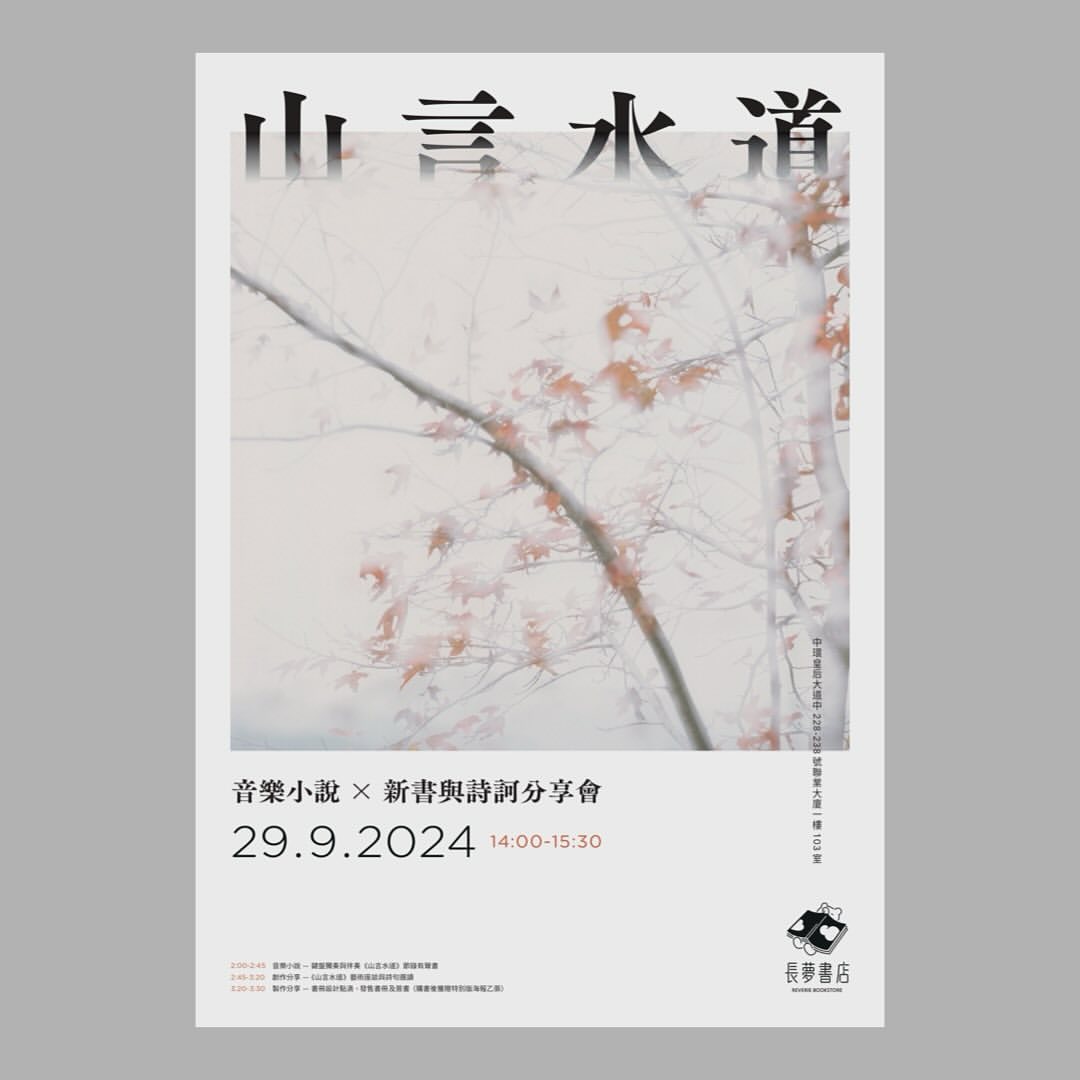 山言水道
中環皇后大道中 228-238 號聯業大廈一樓 103 室
音樂小說 × 新書與詩訶分享會
29.9.2024 14:00-15:30
2:00-2:45 音樂小說 — 鍵盤獨奏與伴奏《山言水道》節錄有聲書
2:45-3:20 創作分享 —《山言水道》藝術座談與詩句選讀
3:20-3:30 製作分享 — 書冊設計點滴、發售書冊及簽書（購書後獲贈特別版海報乙張）
長夢書店
REVERIE BOOKSTORE